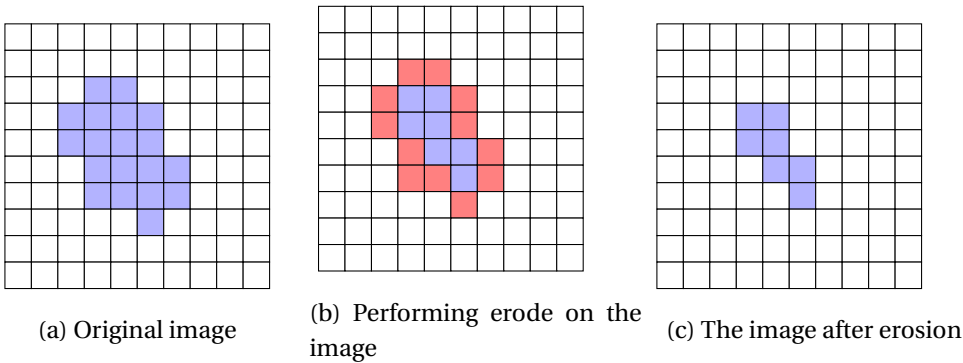 (a) Original image
(b) Performing erode on the
image
(c) The image after erosion